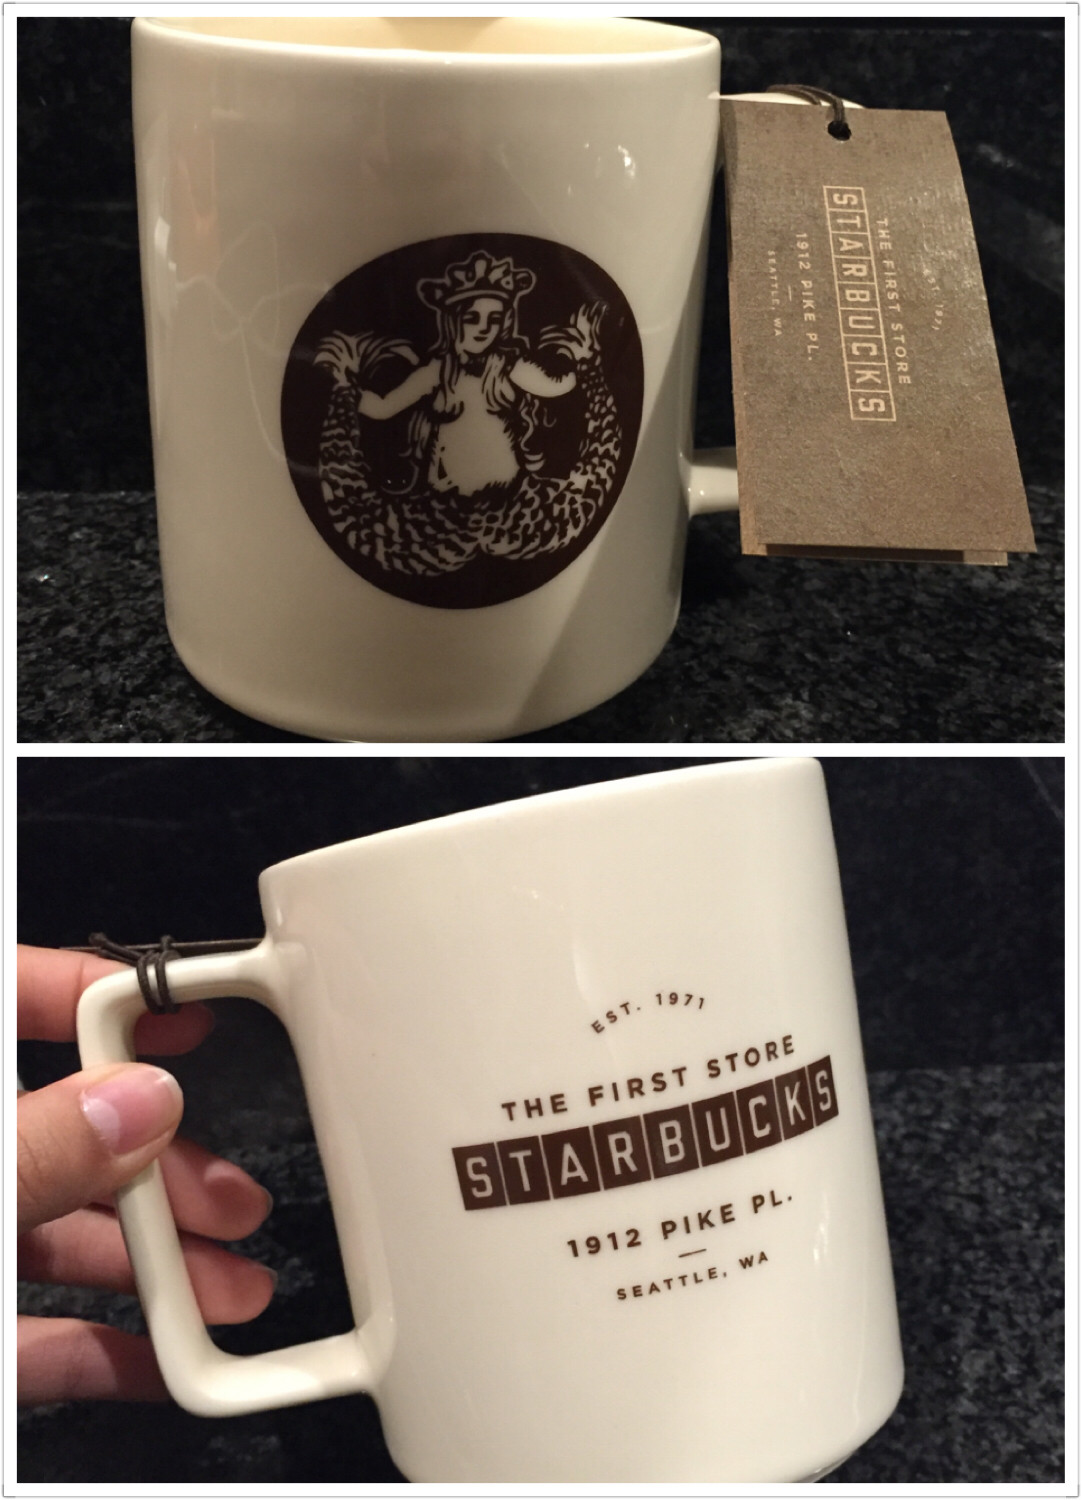 EST. 1971
THE FIRST STORE
STARBUCKS
1912 PIKE PL.
SEATTLE, WA
EST. 1971
THE FIRST STORE
STARBUCKS
1912 PIKE PL.
SEATTLE, WA